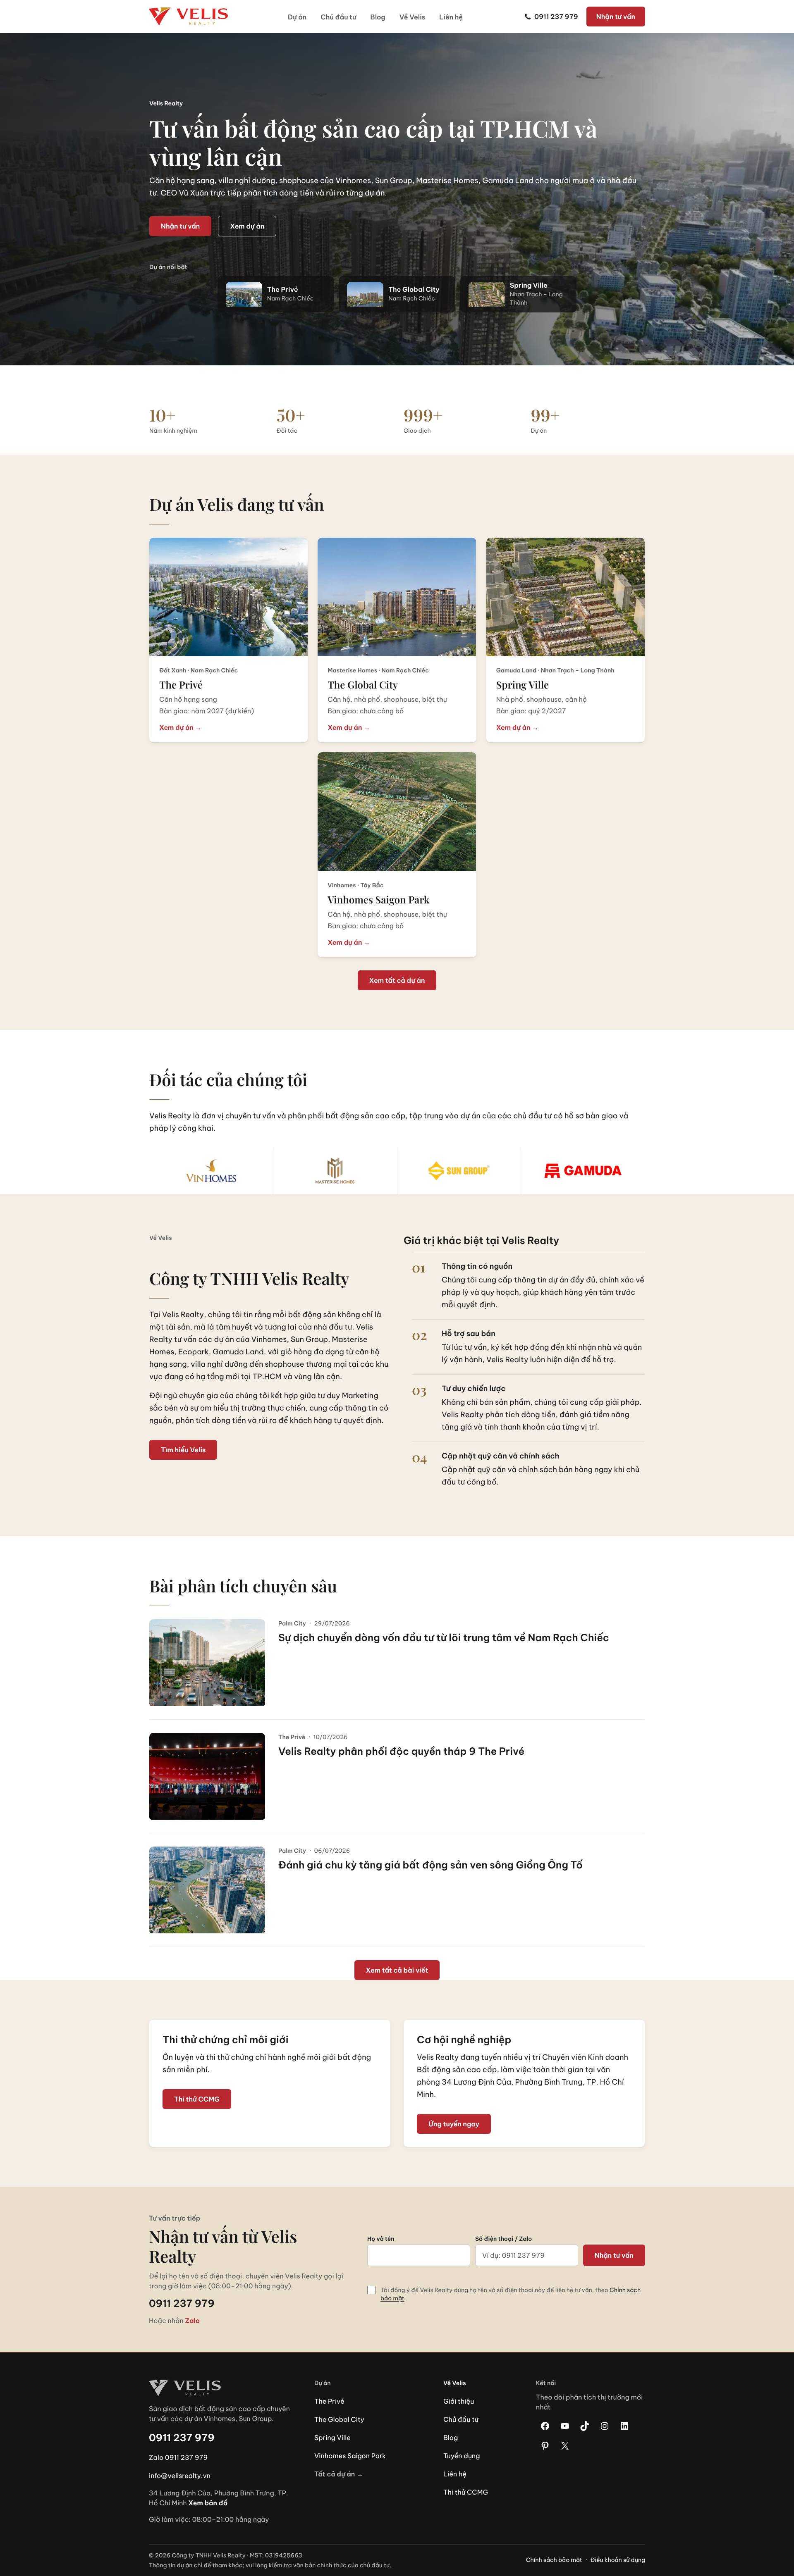 VELIS
REALTY
Dự án
Chủ đầu tư
Blog
Về Velis
Liên hệ
0911 237 979
Nhận tư vấn
Velis Realty
Tư vấn bất động sản cao cấp tại TP.HCM và
vùng lân cận
Căn hộ hạng sang, villa nghỉ dưỡng, shophouse của Vinhomes, Sun Group, Masterise Homes, Gamuda Land cho người mua ở và nhà đầu
tư. CEO Vũ Xuân trực tiếp phân tích dòng tiền và rủi ro từng dự án.
Nhận tư vấn
Xem dự án
Dự án nổi bật
The Privé
Nam Rạch Chiếc
The Global City
Nam Rạch Chiếc
Spring Ville
Nhơn Trạch – Long
Thành
10+
Năm kinh nghiệm
50+
Đối tác
999+
Giao dịch
99+
Dự án
Dự án Velis đang tư vấn
Đất Xanh · Nam Rạch Chiếc
The Privé
Căn hộ hạng sang
Bàn giao: năm 2027 (dự kiến)
Xem dự án →
Masterise Homes · Nam Rạch Chiếc
The Global City
Căn hộ, nhà phố, shophouse, biệt thự
Bàn giao: chưa công bố
Xem dự án →
Gamuda Land · Nhơn Trạch – Long Thành
Spring Ville
Nhà phố, shophouse, căn hộ
Bàn giao: quý 2/2027
Xem dự án →
Vinhomes · Tây Bắc
Vinhomes Saigon Park
Căn hộ, nhà phố, shophouse, biệt thự
Bàn giao: chưa công bố
Xem dự án →
Xem tất cả dự án
Đối tác của chúng tôi
Velis Realty là đơn vị chuyên tư vấn và phân phối bất động sản cao cấp, tập trung vào dự án của các chủ đầu tư có hồ sơ bàn giao và
pháp lý công khai.
VINHOMES
MASTERISE HOMES
SUN GROUP
GAMUDA
Về Velis
Công ty TNHH Velis Realty
Tại Velis Realty, chúng tôi tin rằng mỗi bất động sản không chỉ là
một tài sản, mà là tâm huyết và tương lai của nhà đầu tư. Velis
Realty tư vấn các dự án của Vinhomes, Sun Group, Masterise
Homes, Ecopark, Gamuda Land, với giỏ hàng đa dạng từ căn hộ
hạng sang, villa nghỉ dưỡng đến shophouse thương mại tại các khu
vực đang có hạ tầng mới tại TP.HCM và vùng lân cận.
Đội ngũ chuyên gia của chúng tôi kết hợp giữa tư duy Marketing
sắc bén và sự am hiểu thị trường thực chiến, cung cấp thông tin có
nguồn, phân tích dòng tiền và rủi ro để khách hàng tự quyết định.
Tìm hiểu Velis
Giá trị khác biệt tại Velis Realty
01
Thông tin có nguồn
Chúng tôi cung cấp thông tin dự án đầy đủ, chính xác về
pháp lý và quy hoạch, giúp khách hàng yên tâm trước
mỗi quyết định.
02
Hỗ trợ sau bán
Từ lúc tư vấn, ký kết hợp đồng đến khi nhận nhà và quản
lý vận hành, Velis Realty luôn hiện diện để hỗ trợ.
03
Tư duy chiến lược
Không chỉ bán sản phẩm, chúng tôi cung cấp giải pháp.
Velis Realty phân tích dòng tiền, đánh giá tiềm năng
tăng giá và tính thanh khoản của từng vị trí.
04
Cập nhật quỹ căn và chính sách
Cập nhật quỹ căn và chính sách bán hàng ngay khi chủ
đầu tư công bố.
Bài phân tích chuyên sâu
Palm City · 29/07/2026
Sự dịch chuyển dòng vốn đầu tư từ lõi trung tâm về Nam Rạch Chiếc
The Privé · 10/07/2026
Velis Realty phân phối độc quyền tháp 9 The Privé
Palm City · 06/07/2026
Đánh giá chu kỳ tăng giá bất động sản ven sông Giồng Ông Tố
Xem tất cả bài viết
Thi thử chứng chỉ môi giới
Ôn luyện và thi thử chứng chỉ hành nghề môi giới bất động
sản miễn phí.
Thi thử CCMG
Cơ hội nghề nghiệp
Velis Realty đang tuyển nhiều vị trí Chuyên viên Kinh doanh
Bất động sản cao cấp, làm việc toàn thời gian tại văn
phòng 34 Lương Định Của, Phường Bình Trưng, TP. Hồ Chí
Minh.
Ứng tuyển ngay
Tư vấn trực tiếp
Nhận tư vấn từ Velis
Realty
Để lại họ tên và số điện thoại, chuyên viên Velis Realty gọi lại
trong giờ làm việc (08:00–21:00 hằng ngày).
0911 237 979
Hoặc nhắn Zalo
Họ và tên
Số điện thoại / Zalo
Ví dụ: 0911 237 979
Nhận tư vấn
Tôi đồng ý để Velis Realty dùng họ tên và số điện thoại này để liên hệ tư vấn, theo Chính sách
bảo mật.
VELIS
REALTY
Sàn giao dịch bất động sản cao cấp chuyên
tư vấn các dự án Vinhomes, Sun Group.
0911 237 979
Zalo 0911 237 979
info@velisrealty.vn
34 Lương Định Của, Phường Bình Trưng, TP.
Hồ Chí Minh Xem bản đồ
Giờ làm việc: 08:00–21:00 hằng ngày
Dự án
The Privé
The Global City
Spring Ville
Vinhomes Saigon Park
Tất cả dự án →
Về Velis
Giới thiệu
Chủ đầu tư
Blog
Tuyển dụng
Liên hệ
Thi thử CCMG
Kết nối
Theo dõi phân tích thị trường mới
nhất
© 2026 Công ty TNHH Velis Realty · MST: 0319425663
Thông tin dự án chỉ để tham khảo; vui lòng kiểm tra văn bản chính thức của chủ đầu tư.
Chính sách bảo mật · Điều khoản sử dụng